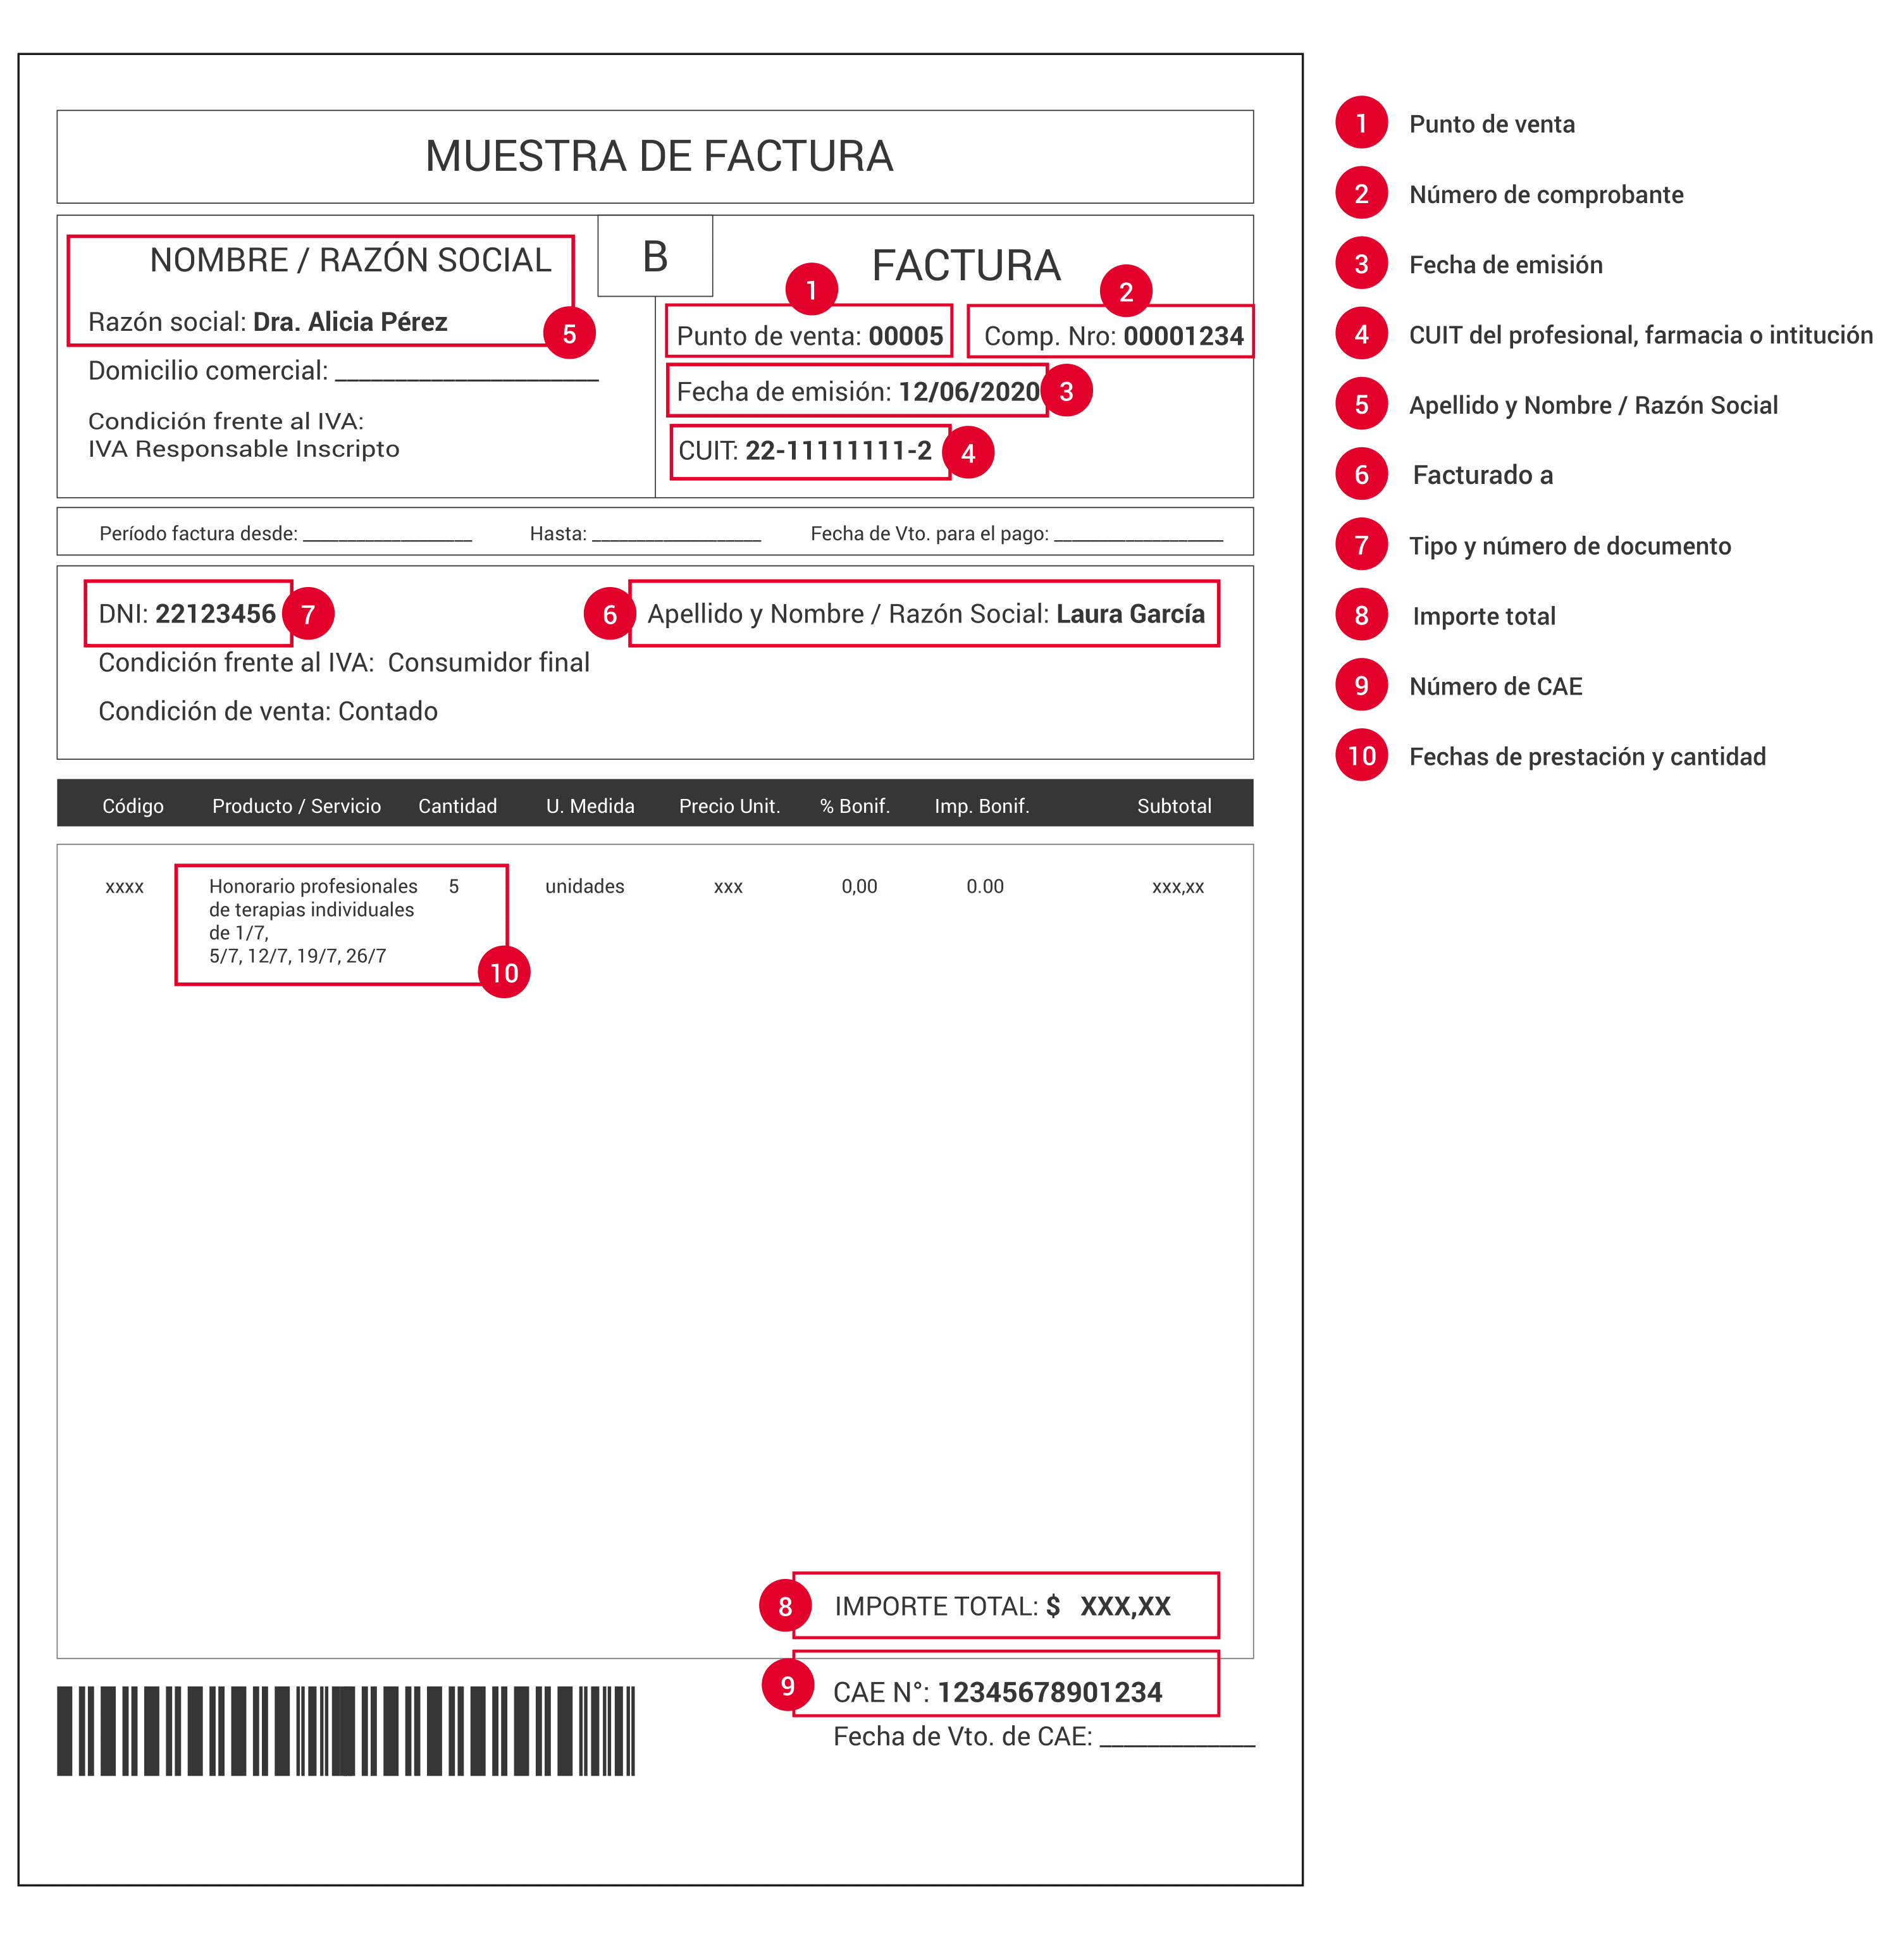 MUESTRA DE FACTURA
NOMBRE / RAZÓN SOCIAL
Razón social: Dra. Alicia Pérez
5
Domicilio comercial: ____________________
Condición frente al IVA:
IVA Responsable Inscripto
B
FACTURA
1
2
Punto de venta: 00005
Comp. Nro: 00001234
Fecha de emisión: 12/06/2020
3
CUIT: 22-11111111-2
4
Período factura desde: __________________ Hasta: __________________ Fecha de Vto. para el pago: __________________
DNI: 22123456
7
6
Apellido y Nombre / Razón Social: Laura García
Condición frente al IVA: Consumidor final
Condición de venta: Contado
Código Producto / Servicio Cantidad U. Medida Precio Unit. % Bonif. Imp. Bonif. Subtotal
xxxx Honorario profesionales 5 unidades xxx 0,00 0.00 xxx,xx
de terapias individuales
de 1/7,
5/7, 12/7, 19/7, 26/7
10
8
IMPORTE TOTAL: $ XXX,XX
9
CAE N°: 12345678901234
Fecha de Vto. de CAE: ____________
1 Punto de venta
2 Número de comprobante
3 Fecha de emisión
4 CUIT del profesional, farmacia o intitución
5 Apellido y Nombre / Razón Social
6 Facturado a
7 Tipo y número de documento
8 Importe total
9 Número de CAE
10 Fechas de prestación y cantidad